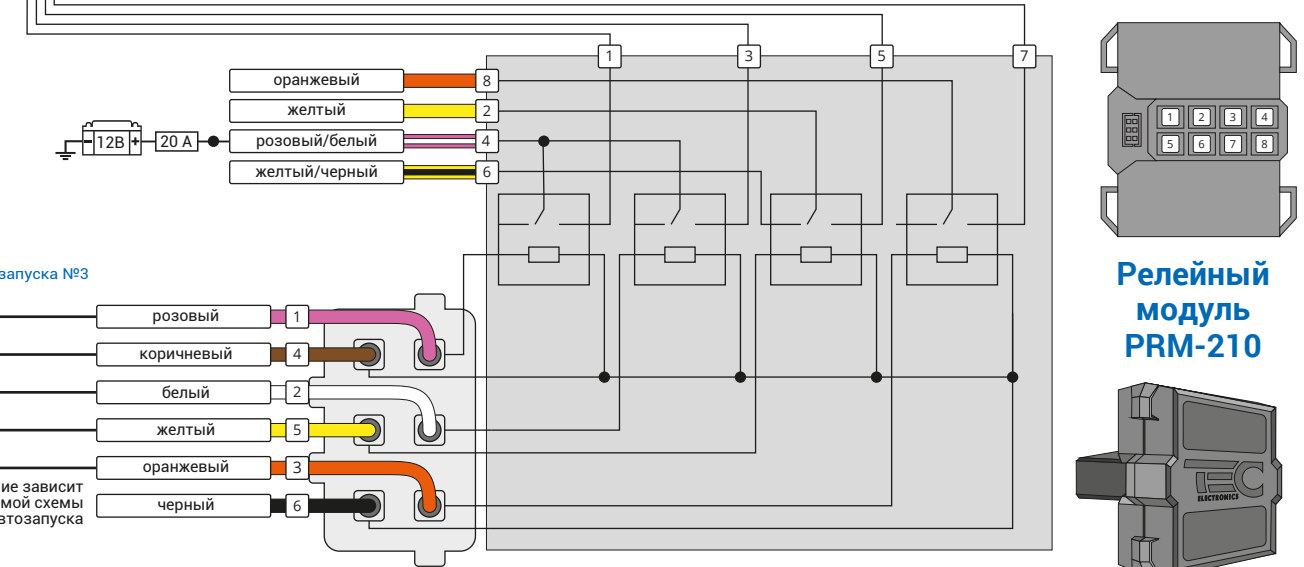 1
3
5
7
оранжевый
8
желтый
2
12В
20 А
розовый/белый
4
желтый/черный
6
1 2 3 4
5 6 7 8
запуска №3
Релейный
модуль
PRM-210
розовый
1
коричневый
4
белый
2
желтый
5
оранжевый
3
ие зависит
мой схемы
втозапуска
черный
6
TEC
ELECTRONICS